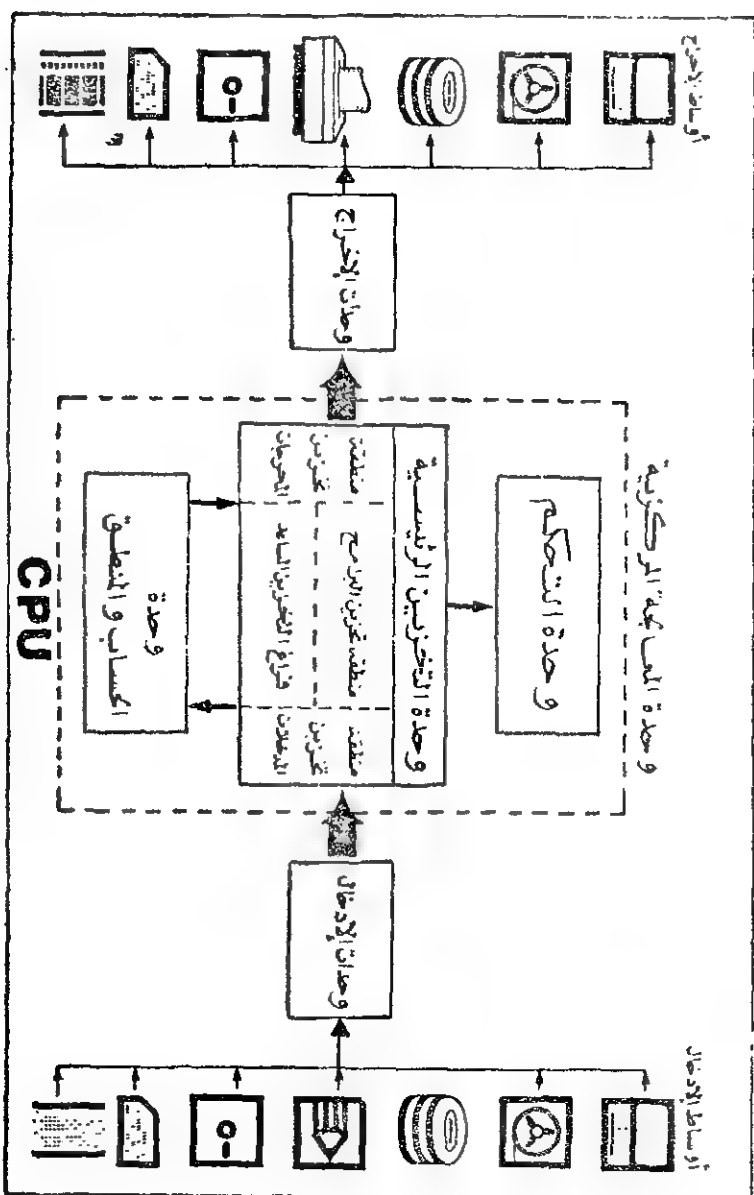 أوساط الإدخال
وحدات الإدخال
وحدة المعالجة المركزية
وحدة التحكم
وحدة التخزين الرئيسية
منطقة
تخزين
المدخلات
منطقة تخزين البرامج
فراغ التخزين المساعد
منطقة
تخزين
المخرجات
وحدة
الحساب والمنطق
CPU
وحدات الإخراج
أوساط الإخراج